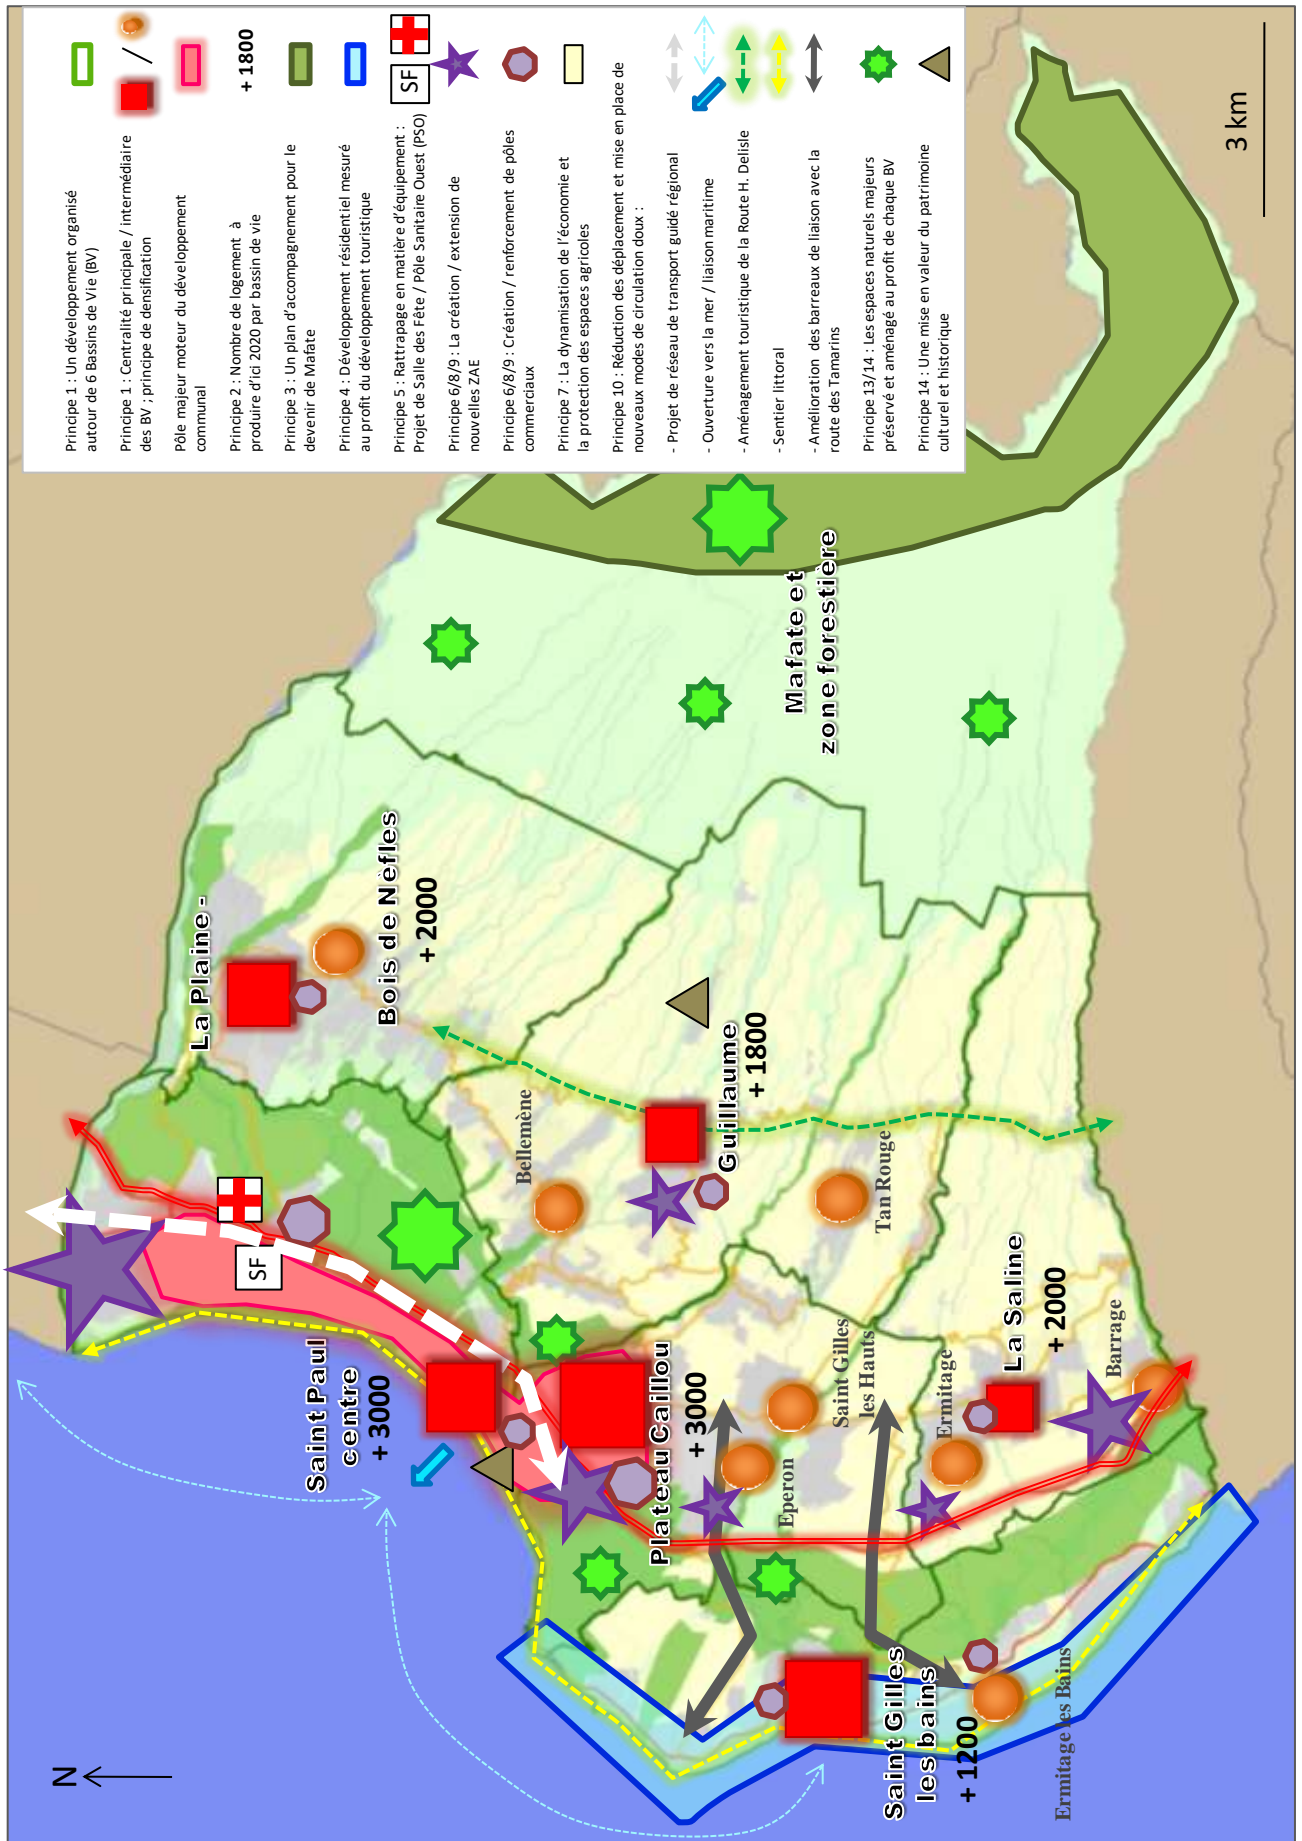 Principe 1 : Un développement organisé
autour de 6 Bassins de Vie (BV)
Principe 1 : Centralité principale / intermédiaire
des BV ; principe de densification
/
Pôle majeur moteur du développement
communal
Principe 2 : Nombre de logement à
produire d'ici 2020 par bassin de vie
+ 1800
Principe 3 : Un plan d'accompagnement pour le
devenir de Mafate
Principe 4 : Développement résidentiel mesuré
au profit du développement touristique
Principe 5 : Rattrapage en matière d'équipement :
Projet de Salle des Fête / Pôle Sanitaire Ouest (PSO)
SF
Principe 6/8/9 : La création / extension de
nouvelles ZAE
Principe 6/8/9 : Création / renforcement de pôles
commerciaux
Principe 7 : La dynamisation de l'économie et
la protection des espaces agricoles
Principe 10 : Réduction des déplacement et mise en place de
nouveaux modes de circulation doux :
- Projet de réseau de transport guidé régional
- Ouverture vers la mer / liaison maritime
- Aménagement touristique de la Route H. Delisle
- Sentier littoral
- Amélioration des barreaux de liaison avec la
route des Tamarins
Principe 13/14 : Les espaces naturels majeurs
préservé et aménagé au profit de chaque BV
Principe 14 : Une mise en valeur du patrimoine
culturel et historique
3 km
N
La Plaine -
Bois de Nèfles
+ 2000
Mafate et
zone forestière
SF
Saint Paul
centre
+ 3000
Bellemène
Guillaume
+ 1800
Plateau Caillou
+ 3000
Tan Rouge
Saint Gilles
les Hauts
Eperon
Ermitage
La Saline
+ 2000
Barrage
Saint Gilles
les bains
+ 1200
Ermitage les Bains